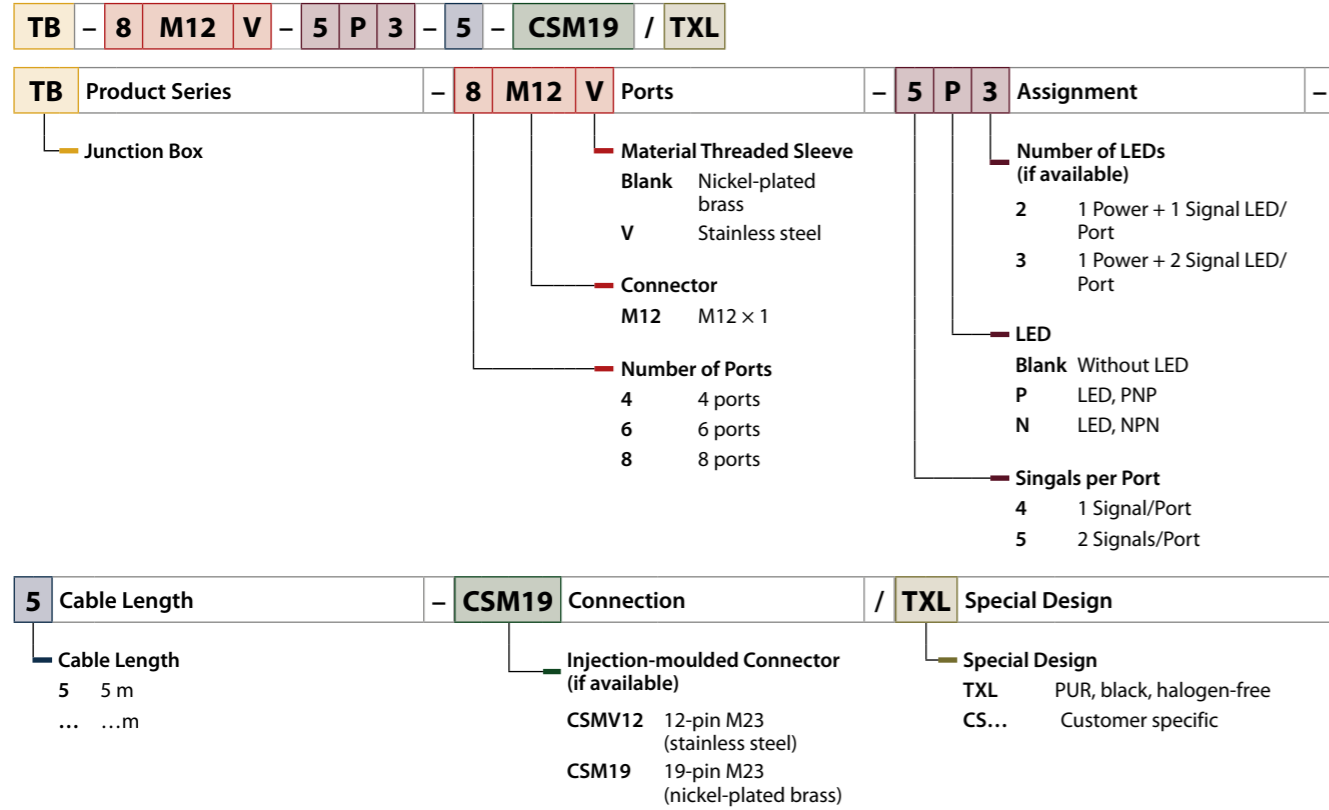 TB – 8 M12 V – 5 P 3 – 5 – CSM19 / TXL
TB Product Series – 8 M12 V Ports – 5 P 3 Assignment –
Junction Box
Material Threaded Sleeve
Blank Nickel-plated
brass
V Stainless steel
Connector
M12 M12 × 1
Number of Ports
4 4 ports
6 6 ports
8 8 ports
Number of LEDs
(if available)
2 1 Power + 1 Signal LED/
Port
3 1 Power + 2 Signal LED/
Port
LED
Blank Without LED
P LED, PNP
N LED, NPN
Singals per Port
4 1 Signal/Port
5 2 Signals/Port
5 Cable Length – CSM19 Connection / TXL Special Design
Cable Length
5 5 m
... ...m
Injection-moulded Connector
(if available)
CSMV12 12-pin M23
(stainless steel)
CSM19 19-pin M23
(nickel-plated brass)
Special Design
TXL PUR, black, halogen-free
CS... Customer specific